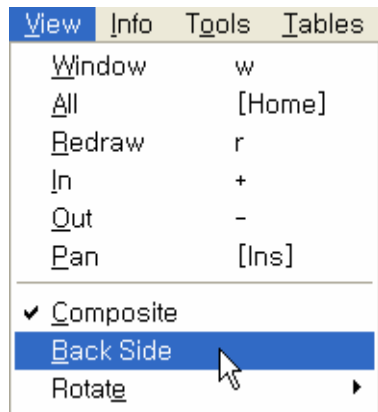 View Info Tools Tables
Window w
All [Home]
Redraw r
In +
Out -
Pan [Ins]
✔ Composite
Back Side
Rotate